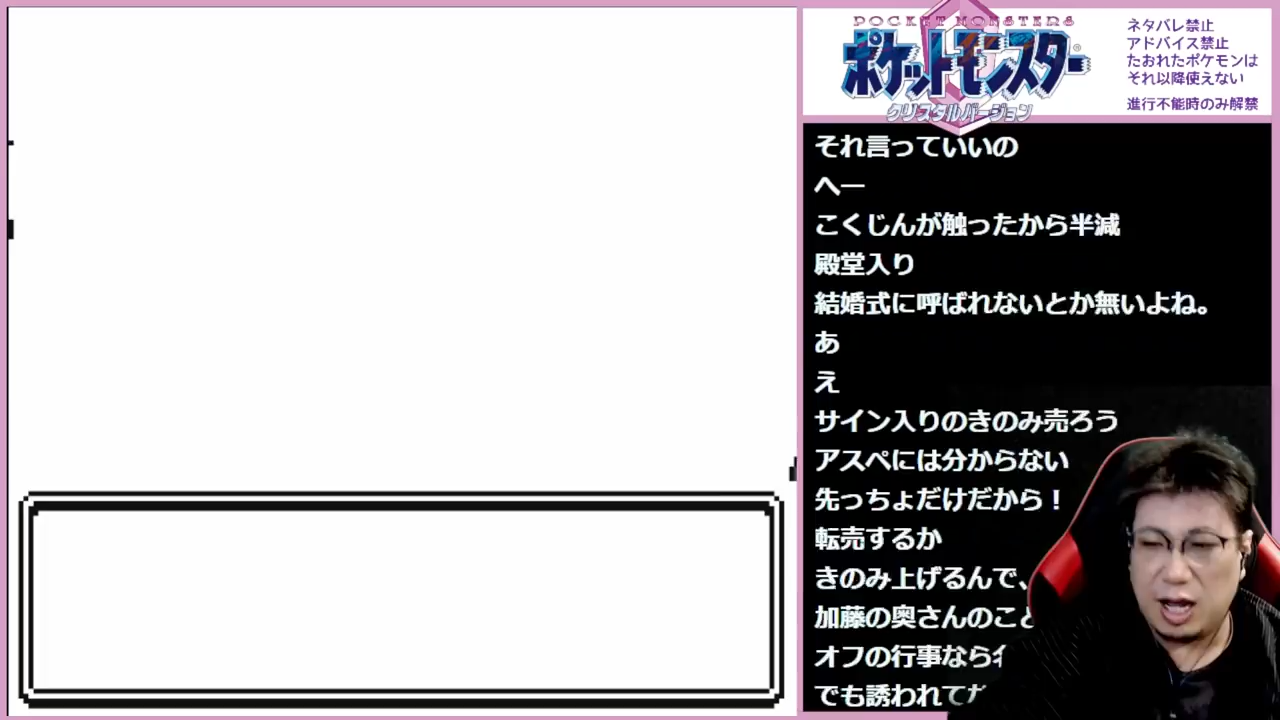 POCKET MONSTERS
ポケットモンスター
クリスタルバージョン
ネタバレ禁止
アドバイス禁止
たおれたポケモンは
それ以降使えない
進行不能時のみ解禁
それ言っていいの
へー
こくじんが触ったから半減
殿堂入り
結婚式に呼ばれないとか無いよね。
あ
え
サイン入りのきのみ売ろう
アスペには分からない
先っちょだけだから！
転売するか
きのみ上げるんで、
加藤の奥さんのこと
オフの行事なら
でも誘われて